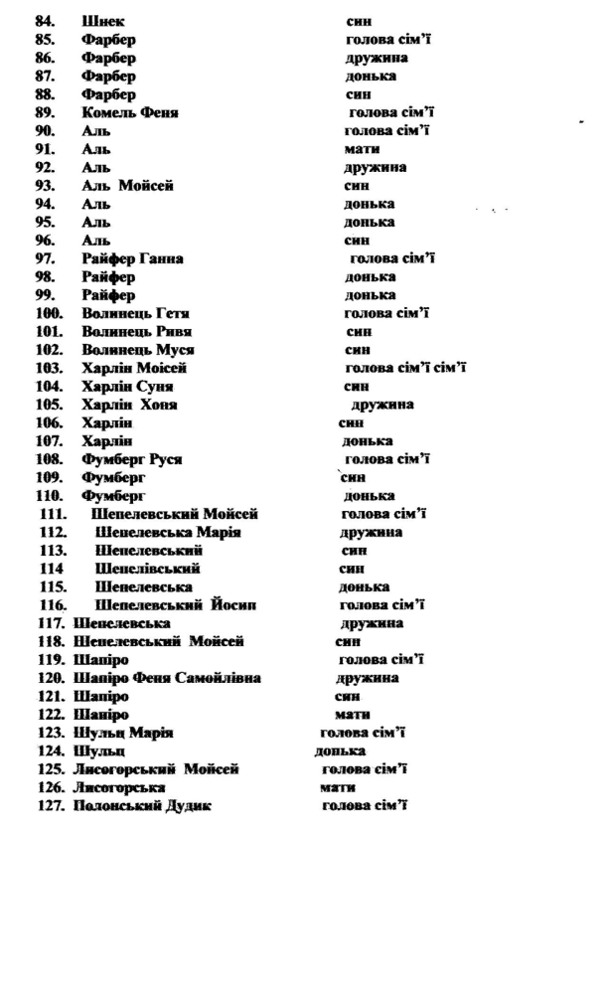 84. Шнек син
85. Фарбер голова сім'ї
86. Фарбер дружина
87. Фарбер донька
88. Фарбер син
89. Комель Феня голова сім'ї
90. Аль голова сім'ї
91. Аль мати
92. Аль дружина
93. Аль Мойсей син
94. Аль донька
95. Аль донька
96. Аль син
97. Райфер Ганна голова сім'ї
98. Райфер донька
99. Райфер донька
100. Волинець Гетя голова сім'ї
101. Волинець Ривя син
102. Волинець Муся син
103. Харлін Моісей голова сім'ї сім'ї
104. Харлін Суня син
105. Харлін Хоня дружина
106. Харлін син
107. Харлін донька
108. Фумберг Руся голова сім'ї
109. Фумберг син
110. Фумберг донька
111. Шепелевський Мойсей голова сім'ї
112. Шепелевська Марія дружина
113. Шепелевський син
114 Шепелівський син
115. Шепелевська донька
116. Шепелевський Йосип голова сім'ї
117. Шепелевська дружина
118. Шепелевський Мойсей син
119. Шапіро голова сім'ї
120. Шапіро Феня Самойлівна дружина
121. Шапіро син
122. Шапіро мати
123. Шульц Марія голова сім'ї
124. Шульц донька
125. Лисогорський Мойсей голова сім'ї
126. Лисогорська мати
127. Полонський Дудик голова сім'ї